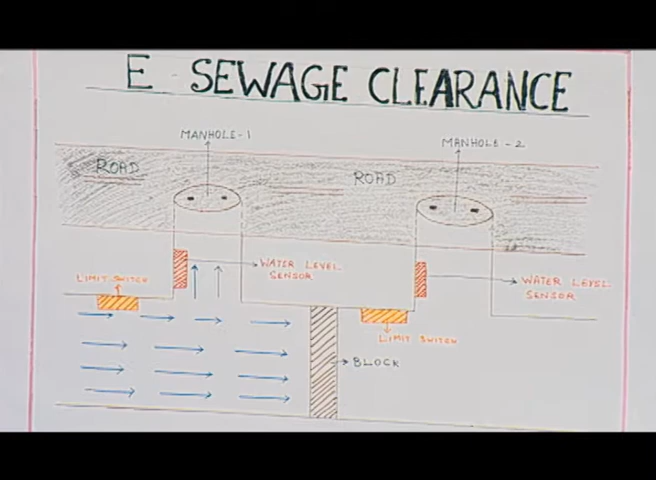 E - SEWAGE CLEARANCE
MANHOLE-1
MANHOLE - 2
ROAD
ROAD
WATER LEVEL
SENSOR
LIMIT SWITCH
WATER LEVEL
SENSOR
LIMIT SWITCH
BLOCK